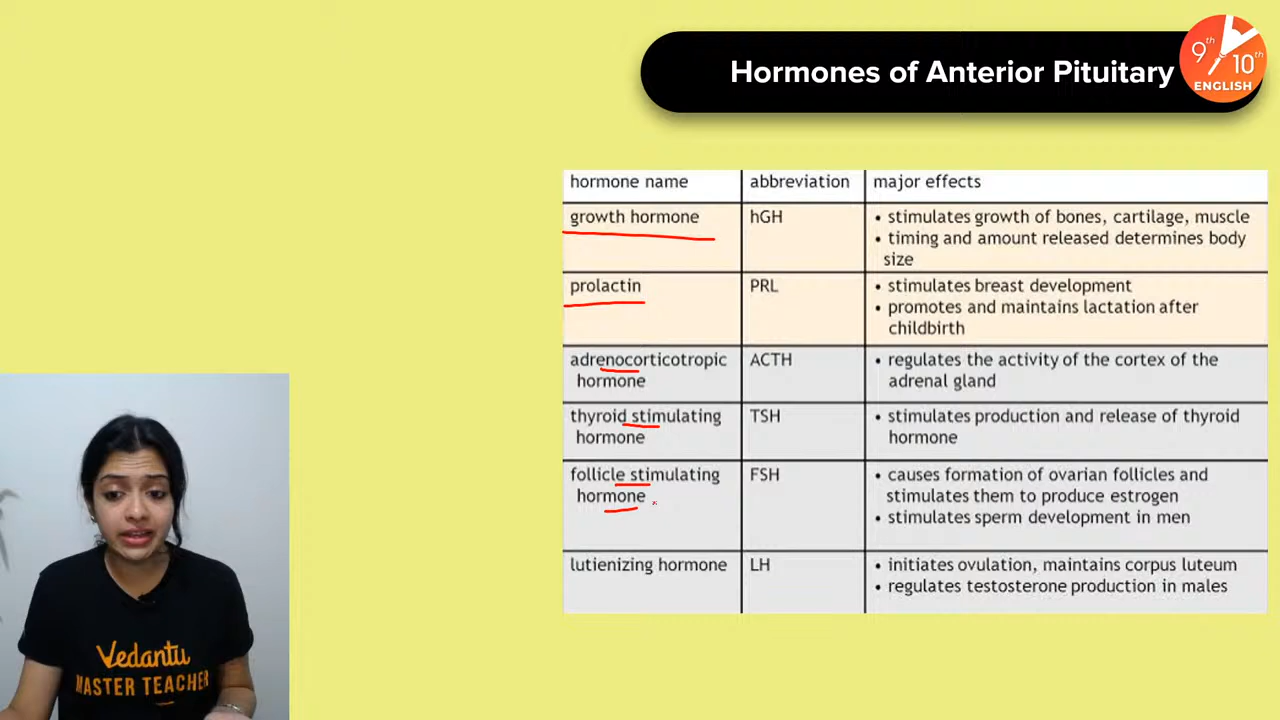 Hormones of Anterior Pituitary
9th
10th
ENGLISH
hormone name abbreviation major effects
growth hormone hGH • stimulates growth of bones, cartilage, muscle
• timing and amount released determines body
size
prolactin PRL • stimulates breast development
• promotes and maintains lactation after
childbirth
adrenocorticotropic ACTH • regulates the activity of the cortex of the
hormone adrenal gland
thyroid stimulating TSH • stimulates production and release of thyroid
hormone hormone
follicle stimulating FSH • causes formation of ovarian follicles and
hormone stimulates them to produce estrogen
• stimulates sperm development in men
lutienizing hormone LH • initiates ovulation, maintains corpus luteum
• regulates testosterone production in males
Vedantu
MASTER TEACHER